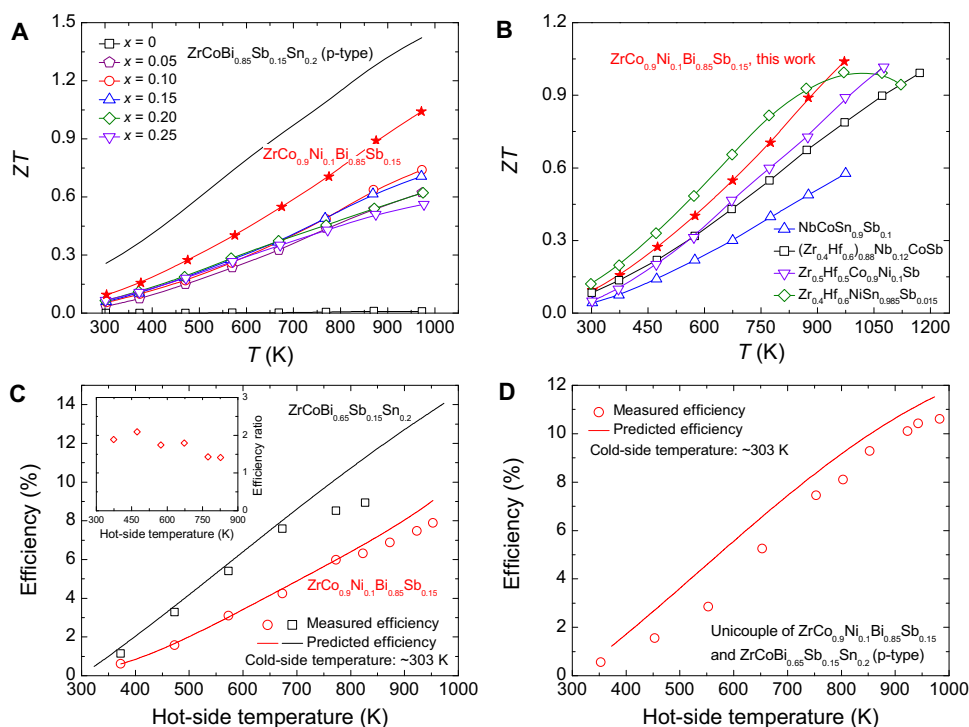 A
1.5
1.2
0.9
0.6
0.3
0.0
ZT
300 400 500 600 700 800 900 1000
T (K)
x = 0
x = 0.05
x = 0.10
x = 0.15
x = 0.20
x = 0.25
ZrCoBi0.85Sb0.15Sn0.2 (p-type)
ZrCo0.9Ni0.1Bi0.85Sb0.15
B
1.2
0.9
0.6
0.3
0.0
ZT
300 450 600 750 900 1050 1200
T (K)
ZrCo0.9Ni0.1Bi0.85Sb0.15, this work
NbCoSn0.9Sb0.1
(Zr0.4Hf0.6)0.88Nb0.12CoSb
Zr0.5Hf0.5Co0.9Ni0.1Sb
Zr0.4Hf0.6NiSn0.985Sb0.015
C
14
12
10
8
6
4
2
0
Efficiency (%)
300 400 500 600 700 800 900 1000
Hot-side temperature (K)
3
2
1
Efficiency ratio
300 450 600 750 900
Hot-side temperature (K)
ZrCoBi0.65Sb0.15Sn0.2
ZrCo0.9Ni0.1Bi0.85Sb0.15
Measured efficiency
Predicted efficiency
Cold-side temperature: ~303 K
D
12
10
8
6
4
2
0
Efficiency (%)
300 400 500 600 700 800 900 1000
Hot-side temperature (K)
Measured efficiency
Predicted efficiency
Cold-side temperature: ~303 K
Unicouple of ZrCo0.9Ni0.1Bi0.85Sb0.15
and ZrCoBi0.65Sb0.15Sn0.2 (p-type)